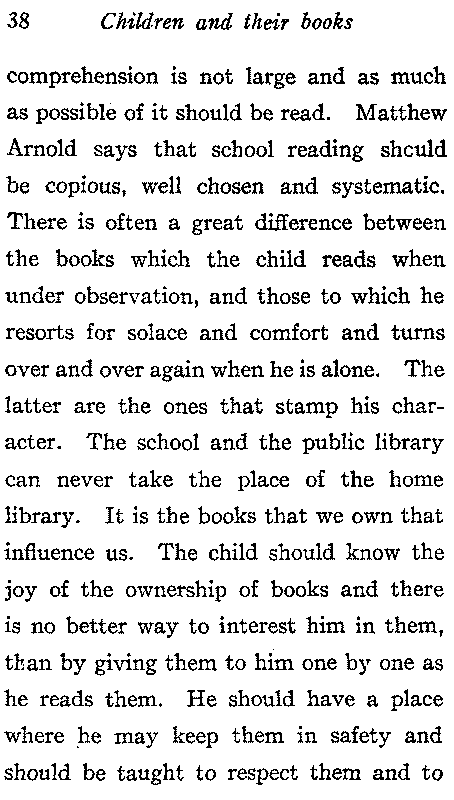 38 Children and their books
comprehension is not large and as much
as possible of it should be read. Matthew
Arnold says that school reading should
be copious, well chosen and systematic.
There is often a great difference between
the books which the child reads when
under observation, and those to which he
resorts for solace and comfort and turns
over and over again when he is alone. The
latter are the ones that stamp his char-
acter. The school and the public library
can never take the place of the home
library. It is the books that we own that
influence us. The child should know the
joy of the ownership of books and there
is no better way to interest him in them,
than by giving them to him one by one as
he reads them. He should have a place
where he may keep them in safety and
should be taught to respect them and to